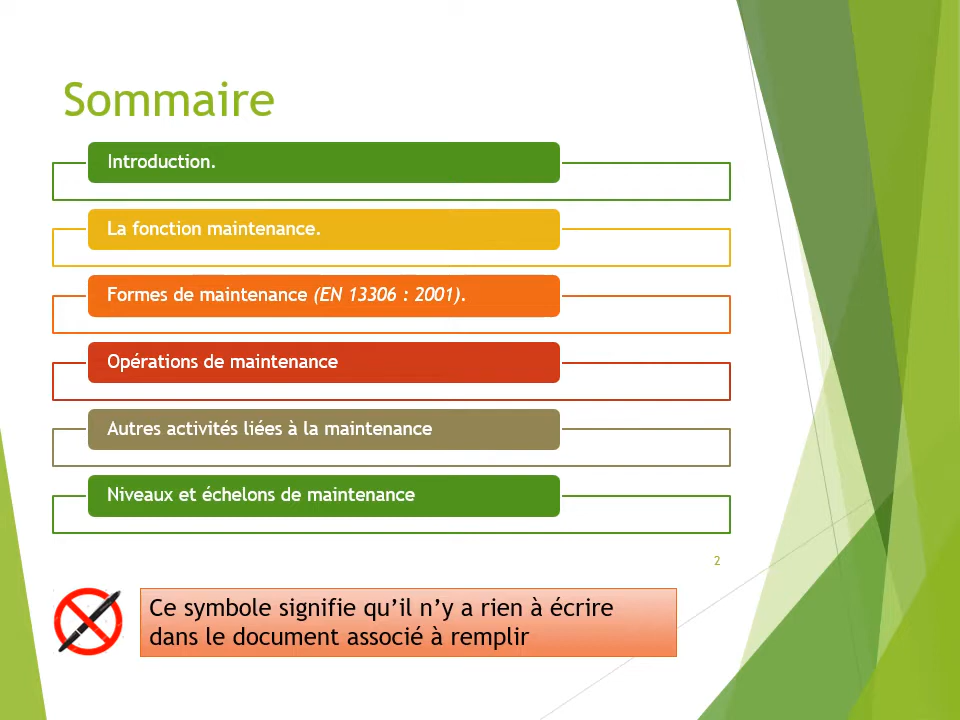 Sommaire
Introduction.
La fonction maintenance.
Formes de maintenance (EN 13306 : 2001).
Opérations de maintenance
Autres activités liées à la maintenance
Niveaux et échelons de maintenance
2
Ce symbole signifie qu’il n’y a rien à écrire
dans le document associé à remplir